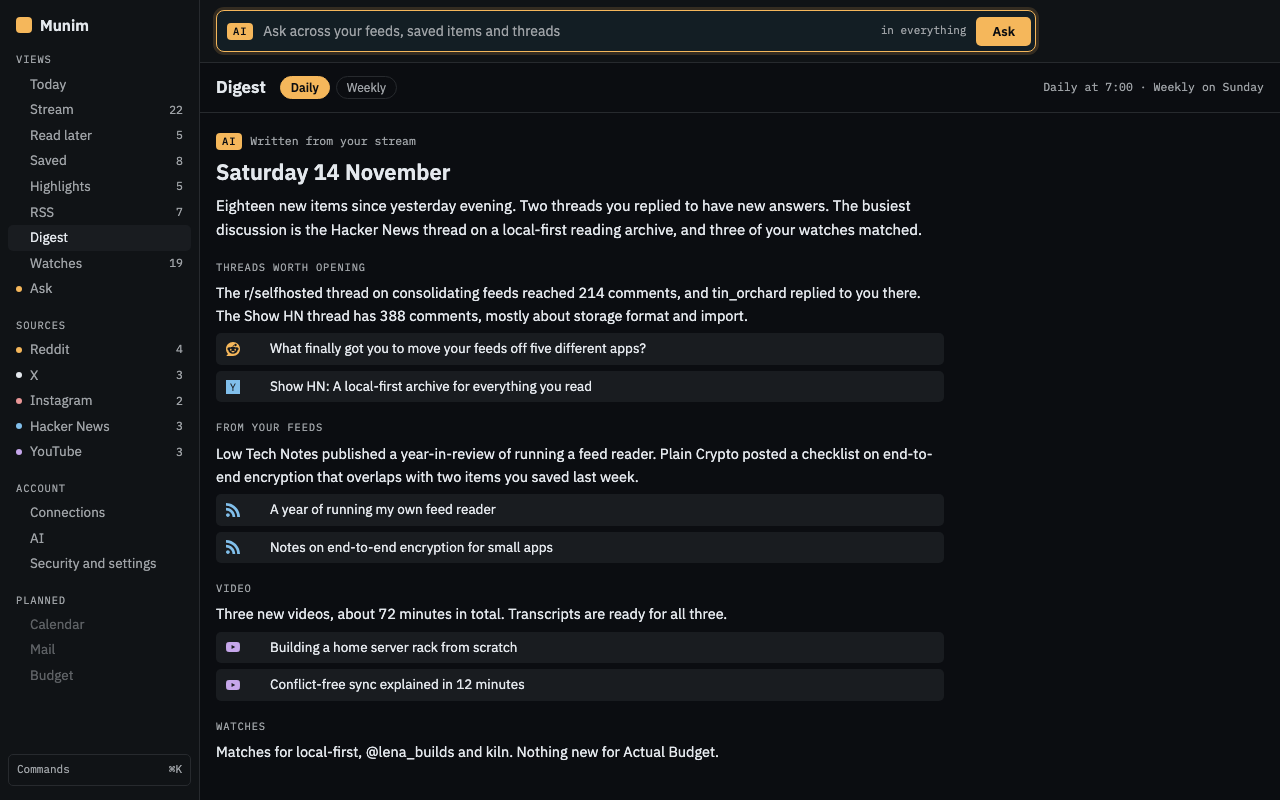 Munim
VIEWS
Today
Stream 22
Read later 5
Saved 8
Highlights 5
RSS 7
Digest
Watches 19
Ask
SOURCES
Reddit 4
X 3
Instagram 2
Hacker News 3
YouTube 3
ACCOUNT
Connections
AI
Security and settings
PLANNED
Calendar
Mail
Budget
Commands ⌘K
AI Ask across your feeds, saved items and threads in everything Ask
Digest Daily Weekly Daily at 7:00 · Weekly on Sunday
AI Written from your stream
Saturday 14 November
Eighteen new items since yesterday evening. Two threads you replied to have new answers. The busiest
discussion is the Hacker News thread on a local-first reading archive, and three of your watches matched.
THREADS WORTH OPENING
The r/selfhosted thread on consolidating feeds reached 214 comments, and tin_orchard replied to you there.
The Show HN thread has 388 comments, mostly about storage format and import.
What finally got you to move your feeds off five different apps?
Y Show HN: A local-first archive for everything you read
FROM YOUR FEEDS
Low Tech Notes published a year-in-review of running a feed reader. Plain Crypto posted a checklist on end-to-
end encryption that overlaps with two items you saved last week.
A year of running my own feed reader
Notes on end-to-end encryption for small apps
VIDEO
Three new videos, about 72 minutes in total. Transcripts are ready for all three.
Building a home server rack from scratch
Conflict-free sync explained in 12 minutes
WATCHES
Matches for local-first, @lena_builds and kiln. Nothing new for Actual Budget.